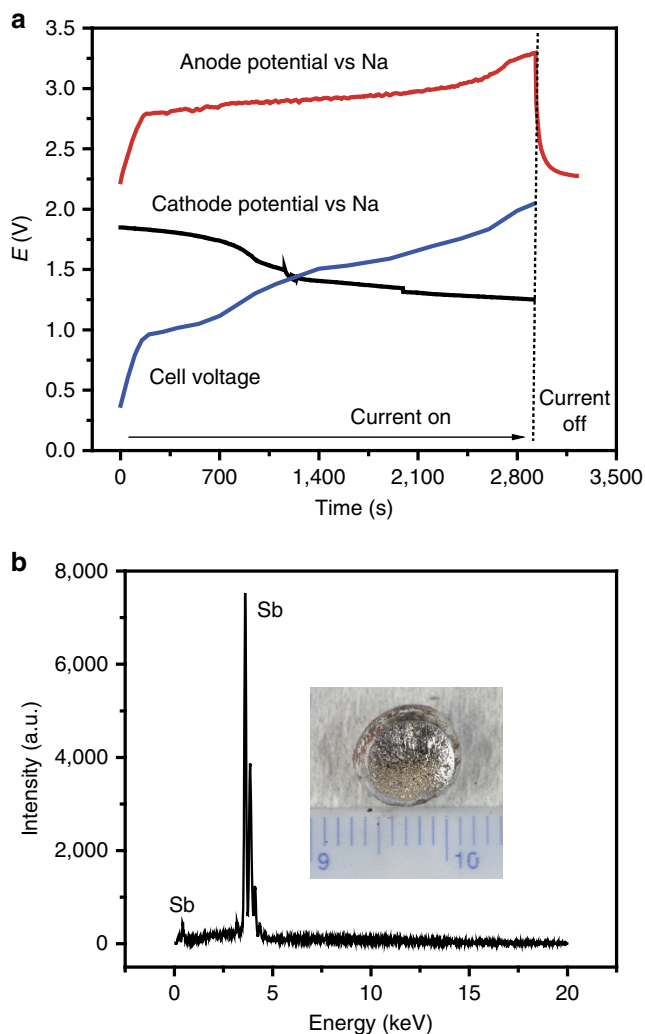 a
3.5
3.0
2.5
2.0
1.5
1.0
0.5
0.0
E (V)
Anode potential vs Na
Cathode potential vs Na
Cell voltage
Current on
Current
off
0
700
1,400
2,100
2,800
3,500
Time (s)
b
8,000
6,000
4,000
2,000
0
Intensity (a.u.)
Sb
Sb
9
10
0
5
10
15
20
Energy (keV)